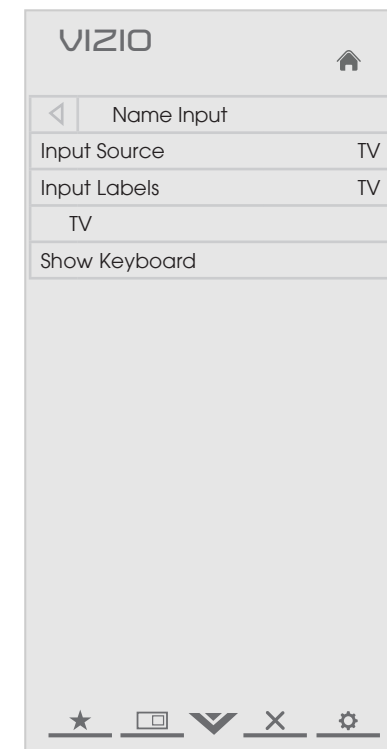 VIZIO
Name Input
Input Source TV
Input Labels TV
TV
Show Keyboard